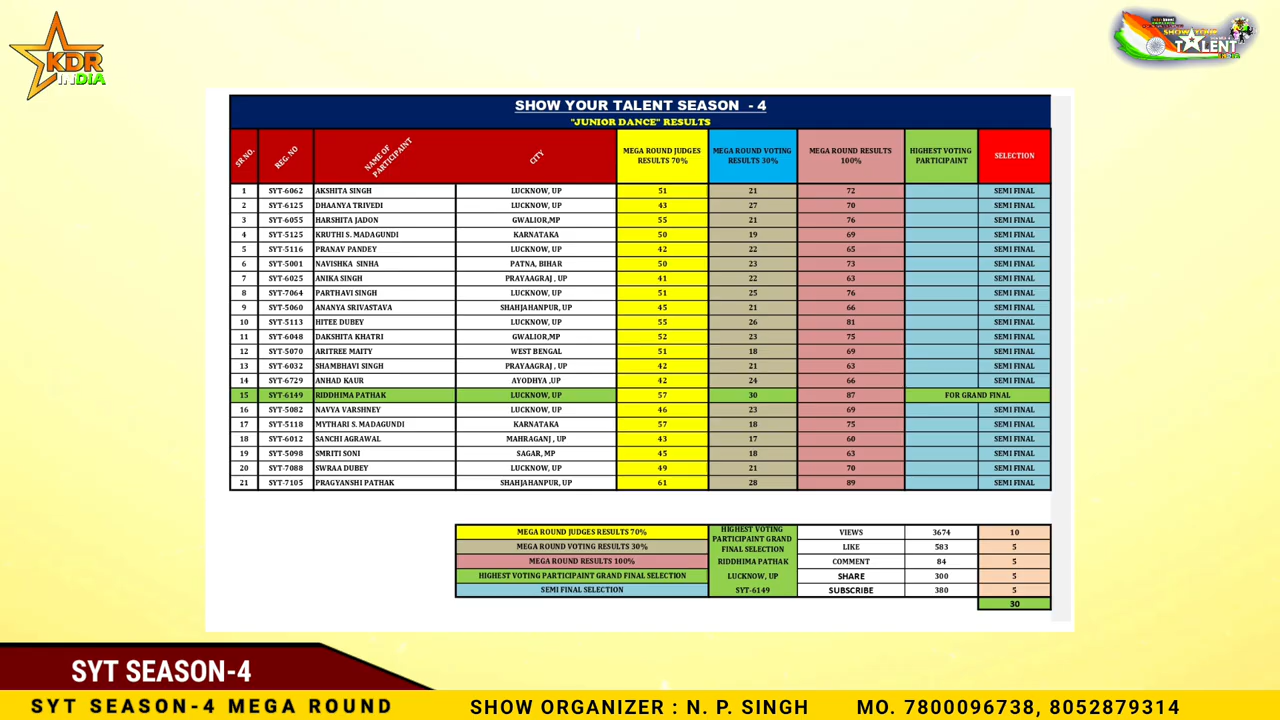 KDR
INDIA
SHOW YOUR
TALENT
SHOW YOUR TALENT SEASON - 4
"JUNIOR DANCE" RESULTS
SR NO. REG. NO NAME OF PARTICIPANT CITY MEGA ROUND JUDGES RESULTS 70% MEGA ROUND VOTING RESULTS 30% MEGA ROUND RESULTS 100% HIGHEST VOTING PARTICIPAINT SELECTION
1 SYT-6062 AKSHITA SINGH LUCKNOW, UP 51 21 72 SEMI FINAL
2 SYT-6125 DHAANYA TRIVEDI LUCKNOW, UP 43 27 70 SEMI FINAL
3 SYT-6055 HARSHITA JADON GWALIOR,MP 55 21 76 SEMI FINAL
4 SYT-5125 KRUTHI S. MADAGUNDI KARNATAKA 50 19 69 SEMI FINAL
5 SYT-5116 PRANAV PANDEY LUCKNOW, UP 42 22 65 SEMI FINAL
6 SYT-5001 NAVISHKA SINHA PATNA, BIHAR 50 23 73 SEMI FINAL
7 SYT-6025 ANIKA SINGH PRAYAAGRAJ , UP 41 22 63 SEMI FINAL
8 SYT-7064 PARTHAVI SINGH LUCKNOW, UP 51 25 76 SEMI FINAL
9 SYT-5060 ANANYA SRIVASTAVA SHAHJAHANPUR, UP 45 21 66 SEMI FINAL
10 SYT-5113 HITEE DUBEY LUCKNOW, UP 55 26 81 SEMI FINAL
11 SYT-6048 DAKSHITA KHATRI GWALIOR,MP 52 23 75 SEMI FINAL
12 SYT-5070 ARITREE MAITY WEST BENGAL 51 18 69 SEMI FINAL
13 SYT-6032 SHAMBHAVI SINGH PRAYAAGRAJ , UP 42 21 63 SEMI FINAL
14 SYT-6729 ANHAD KAUR AYODHYA ,UP 42 24 66 SEMI FINAL
15 SYT-6149 RIDDHIMA PATHAK LUCKNOW, UP 57 30 87 FOR GRAND FINAL
16 SYT-5082 NAVYA VARSHNEY LUCKNOW, UP 46 23 69 SEMI FINAL
17 SYT-5118 MYTHARI S. MADAGUNDI KARNATAKA 57 18 75 SEMI FINAL
18 SYT-6012 SANCHI AGRAWAL MAHRAGANJ , UP 43 17 60 SEMI FINAL
19 SYT-5098 SMRITI SONI SAGAR, MP 45 18 63 SEMI FINAL
20 SYT-7088 SWRAA DUBEY LUCKNOW, UP 49 21 70 SEMI FINAL
21 SYT-7105 PRAGYANSHI PATHAK SHAHJAHANPUR, UP 61 28 89 SEMI FINAL
MEGA ROUND JUDGES RESULTS 70% HIGHEST VOTING PARTICIPAINT GRAND FINAL SELECTION VIEWS 3674 10
MEGA ROUND VOTING RESULTS 30% LIKE 583 5
MEGA ROUND RESULTS 100% RIDDHIMA PATHAK COMMENT 84 5
HIGHEST VOTING PARTICIPAINT GRAND FINAL SELECTION LUCKNOW, UP SHARE 300 5
SEMI FINAL SELECTION SYT-6149 SUBSCRIBE 380 5
30
SYT SEASON-4
SYT SEASON-4 MEGA ROUND SHOW ORGANIZER : N. P. SINGH MO. 7800096738, 8052879314